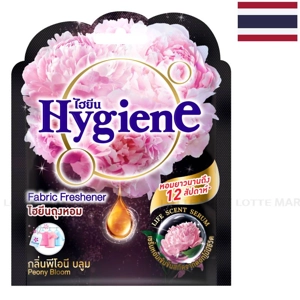 ไฮยีน
Hygiene
หอมยาวนานถึง
12 สัปดาห์
LIFE SCENT SERUM
Fabric Freshener
ไฮยีนถุงหอม
กลิ่นพีโอนี บลูม
Peony Bloom
LOTTE MAR